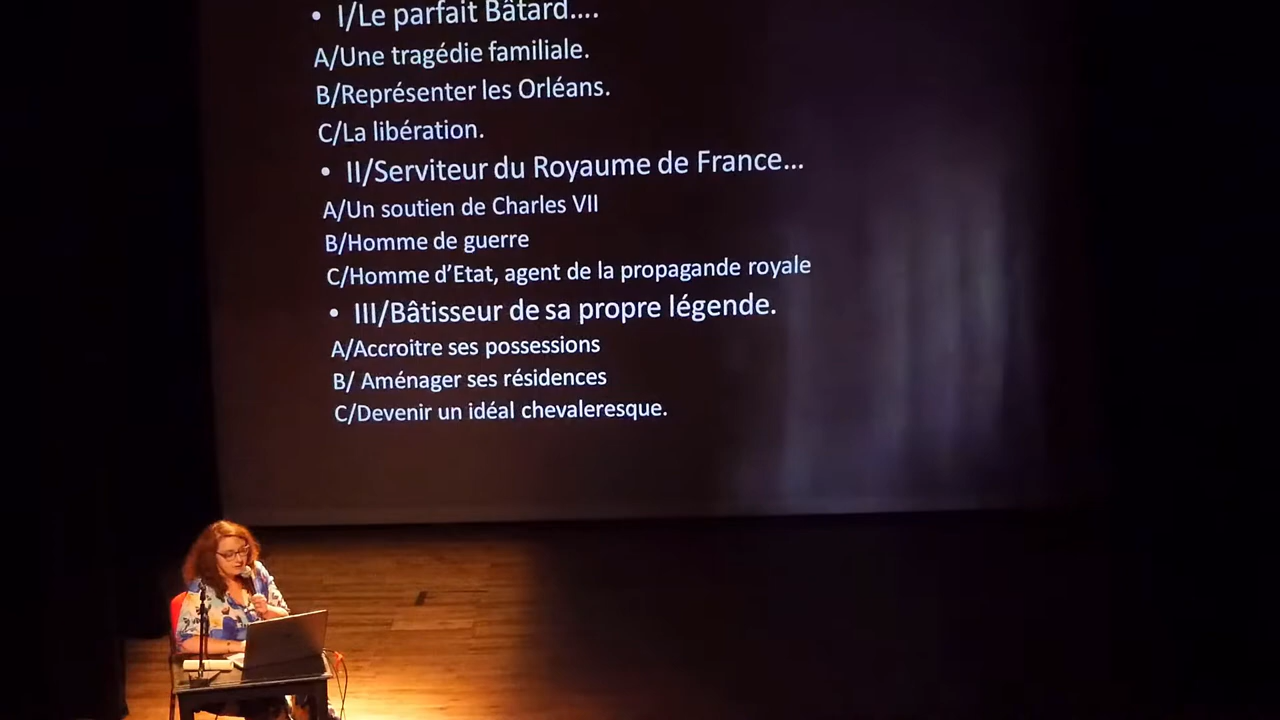 • I/Le parfait Bâtard....
A/Une tragédie familiale.
B/Représenter les Orléans.
C/La libération.
• II/Serviteur du Royaume de France...
A/Un soutien de Charles VII
B/Homme de guerre
C/Homme d'Etat, agent de la propagande royale
• III/Bâtisseur de sa propre légende.
A/Accroitre ses possessions
B/ Aménager ses résidences
C/Devenir un idéal chevaleresque.